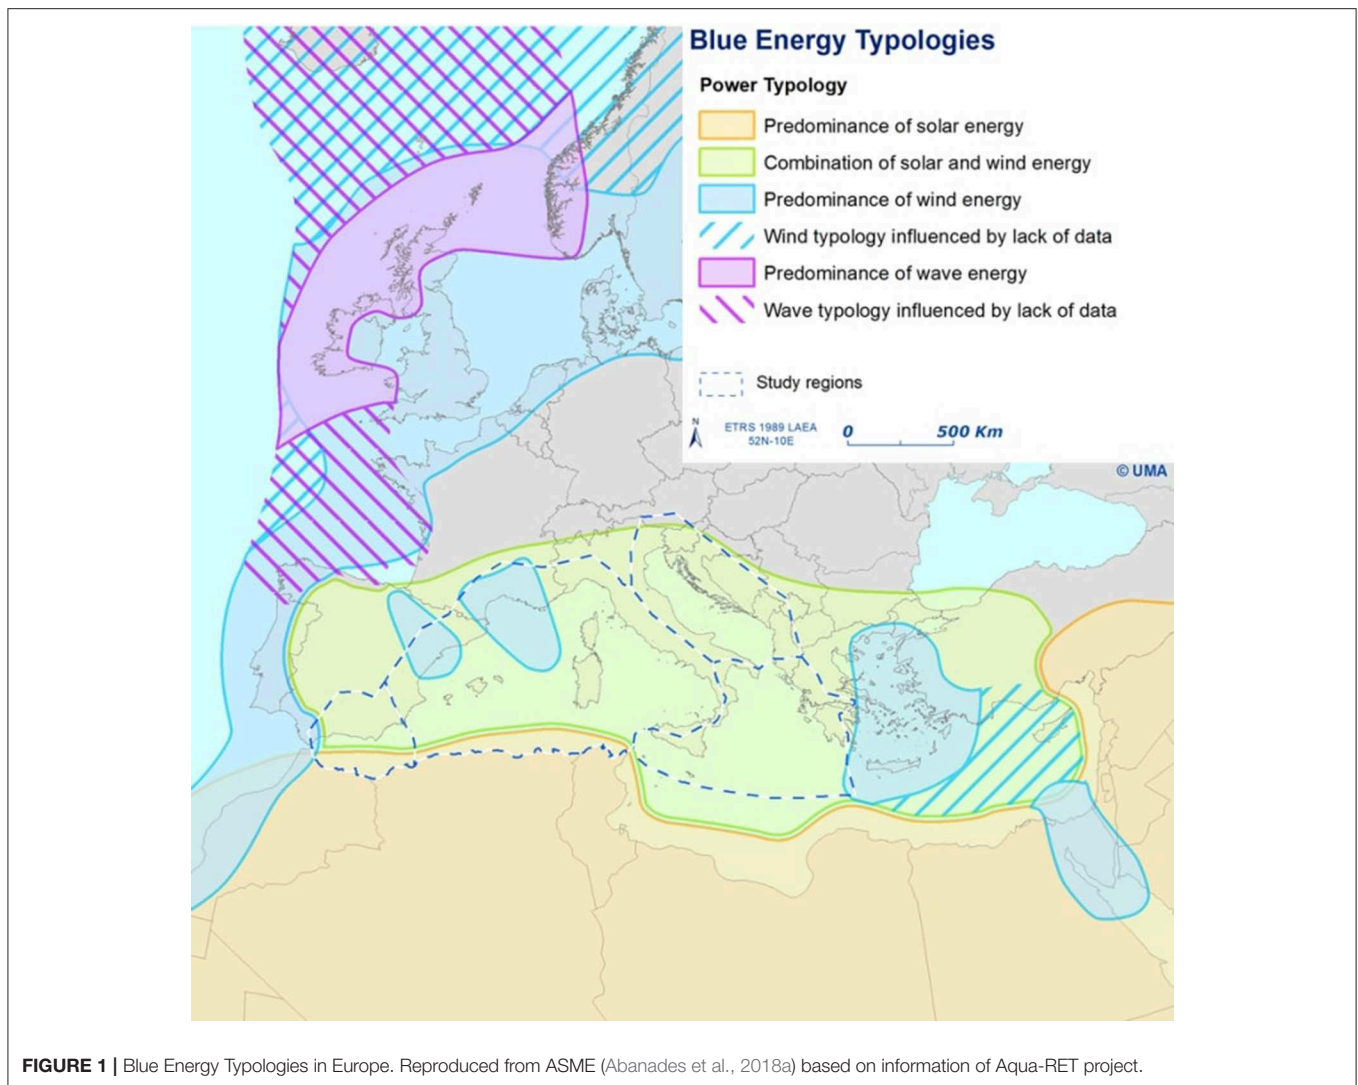 Blue Energy Typologies
Power Typology
Predominance of solar energy
Combination of solar and wind energy
Predominance of wind energy
Wind typology influenced by lack of data
Predominance of wave energy
Wave typology influenced by lack of data
Study regions
N
ETRS 1989 LAEA
52N-10E
0 500 Km
© UMA
FIGURE 1 | Blue Energy Typologies in Europe. Reproduced from ASME (Abanades et al., 2018a) based on information of Aqua-RET project.